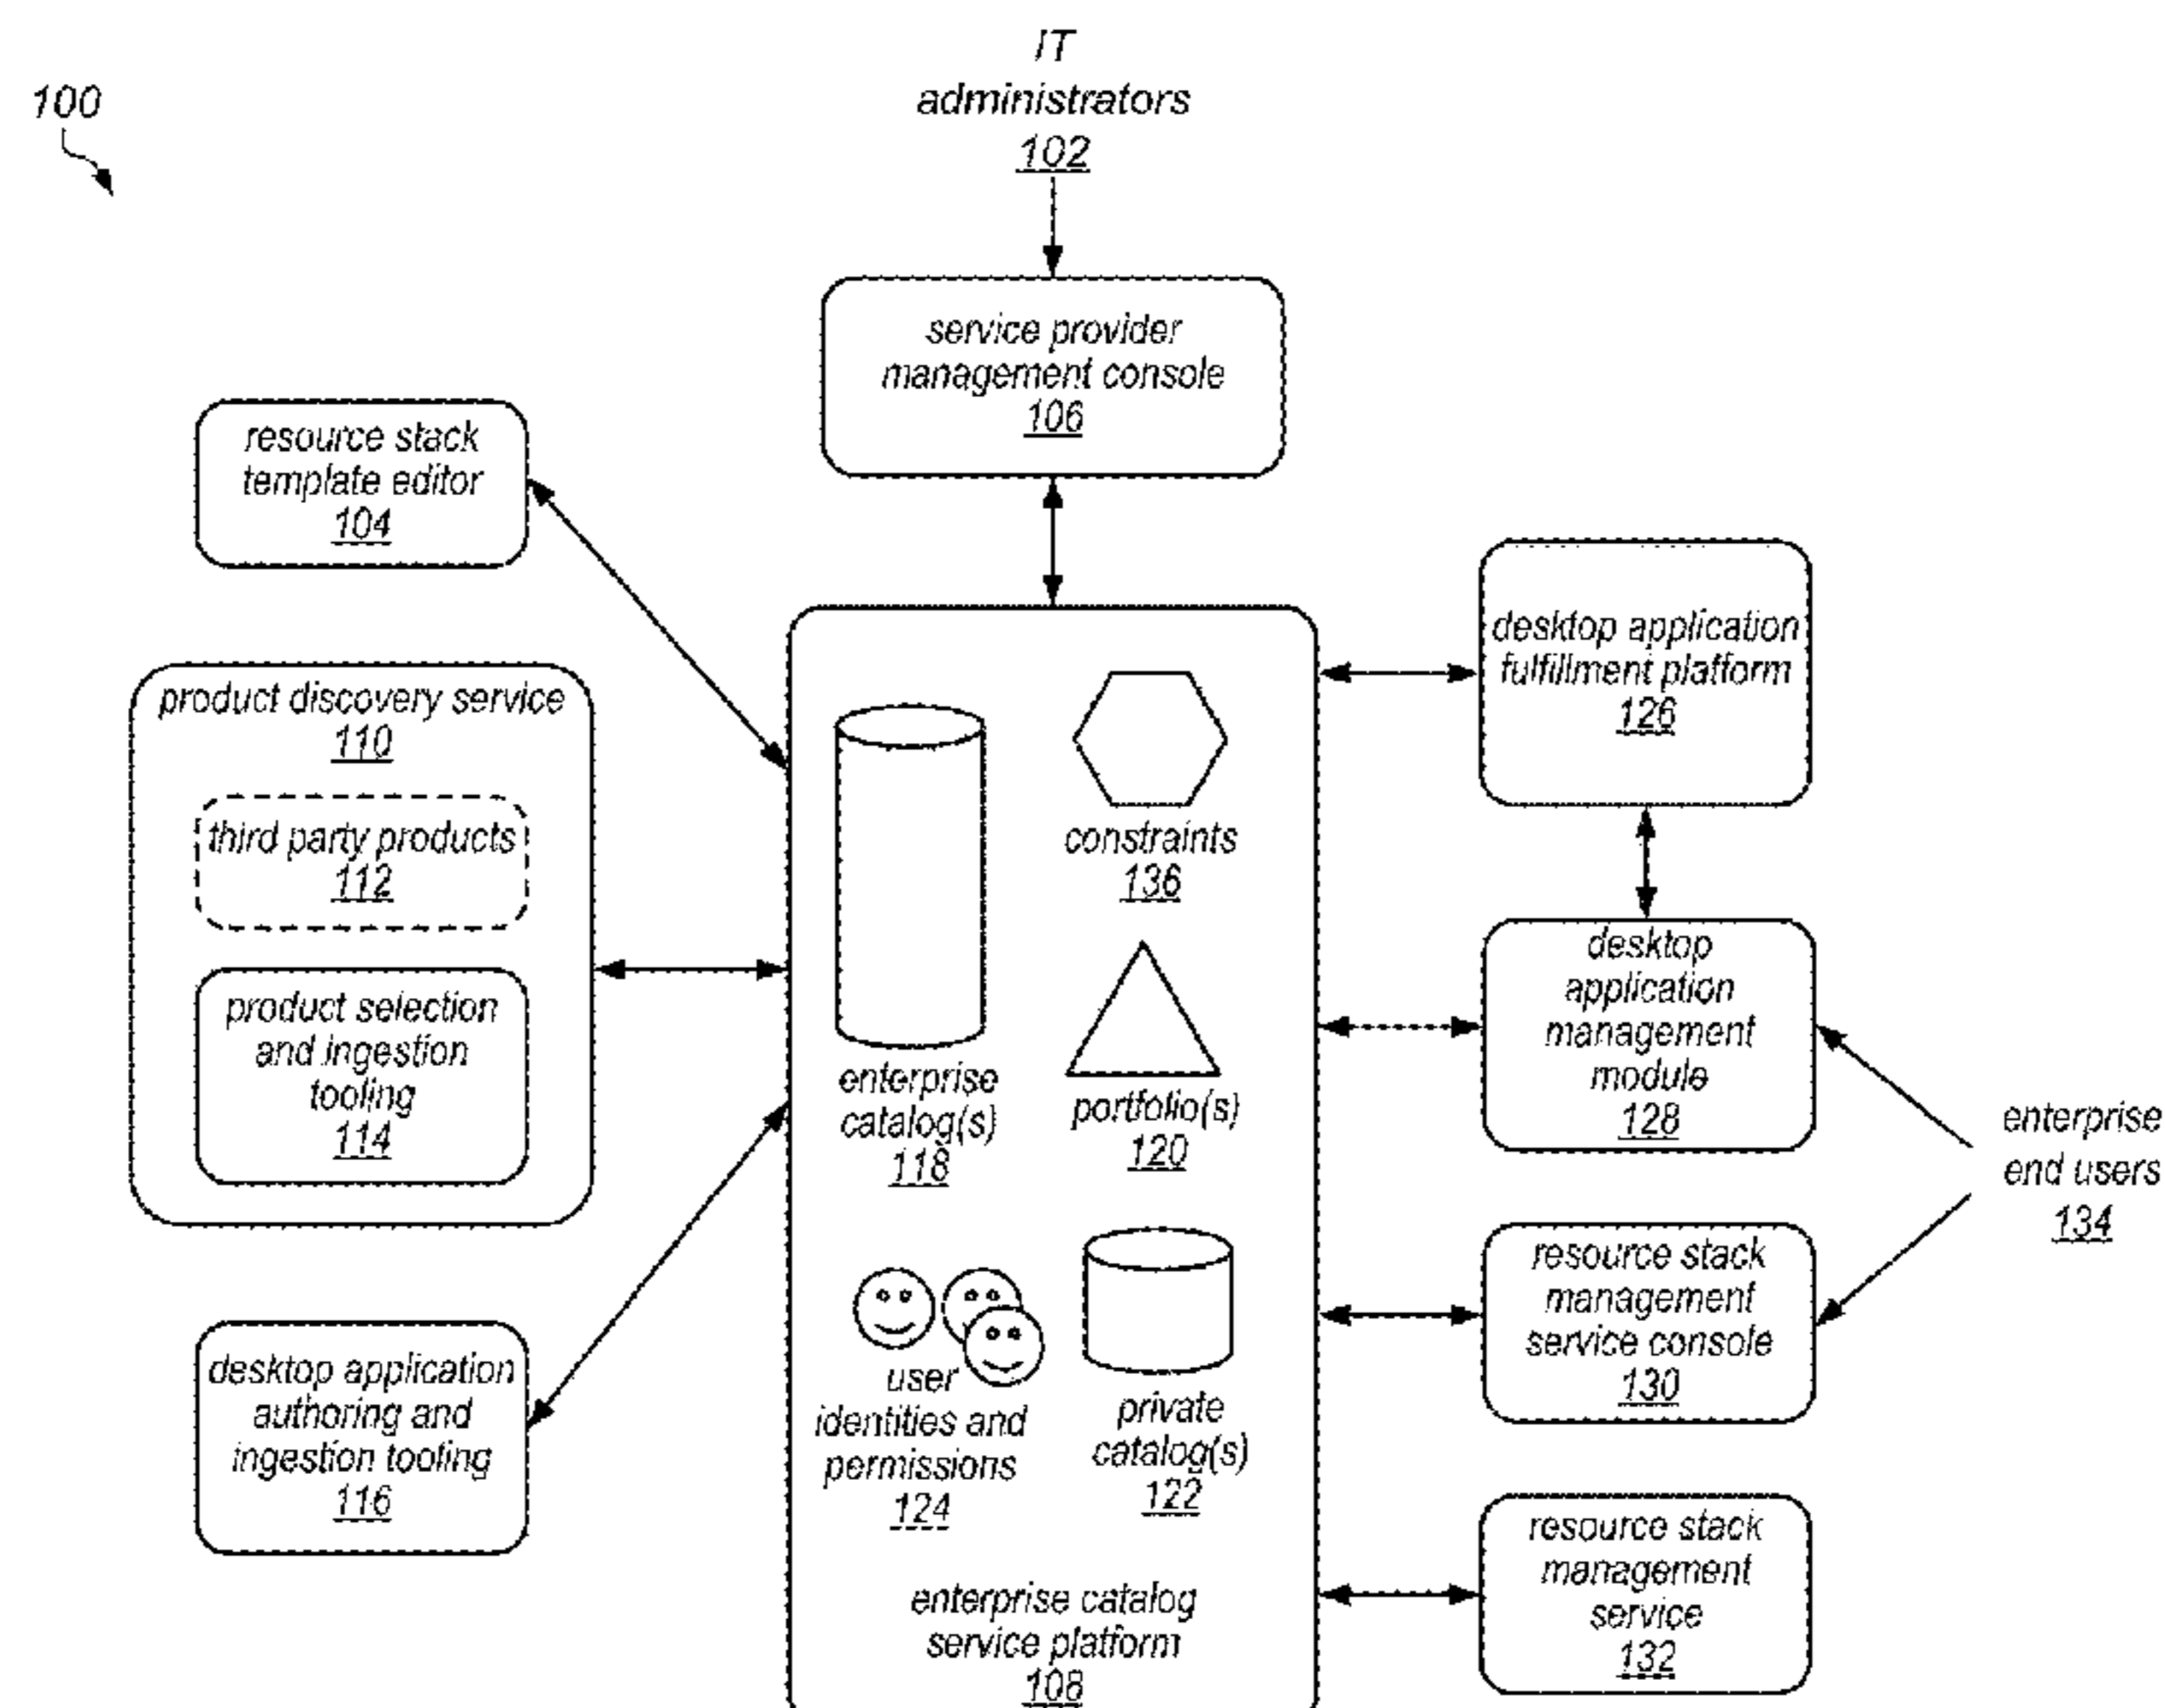 100
IT
administrators
102
service provider
management console
106
resource stack
template editor
104
product discovery service
110
third party products
112
product selection
and ingestion
tooling
114
desktop application
authoring and
ingestion tooling
116
enterprise
catalog(s)
118
constraints
136
portfolio(s)
120
user
identities and
permissions
124
private
catalog(s)
122
enterprise catalog
service platform
108
desktop application
fulfillment platform
126
desktop
application
management
module
128
resource stack
management
service console
130
resource stack
management
service
132
enterprise
end users
134